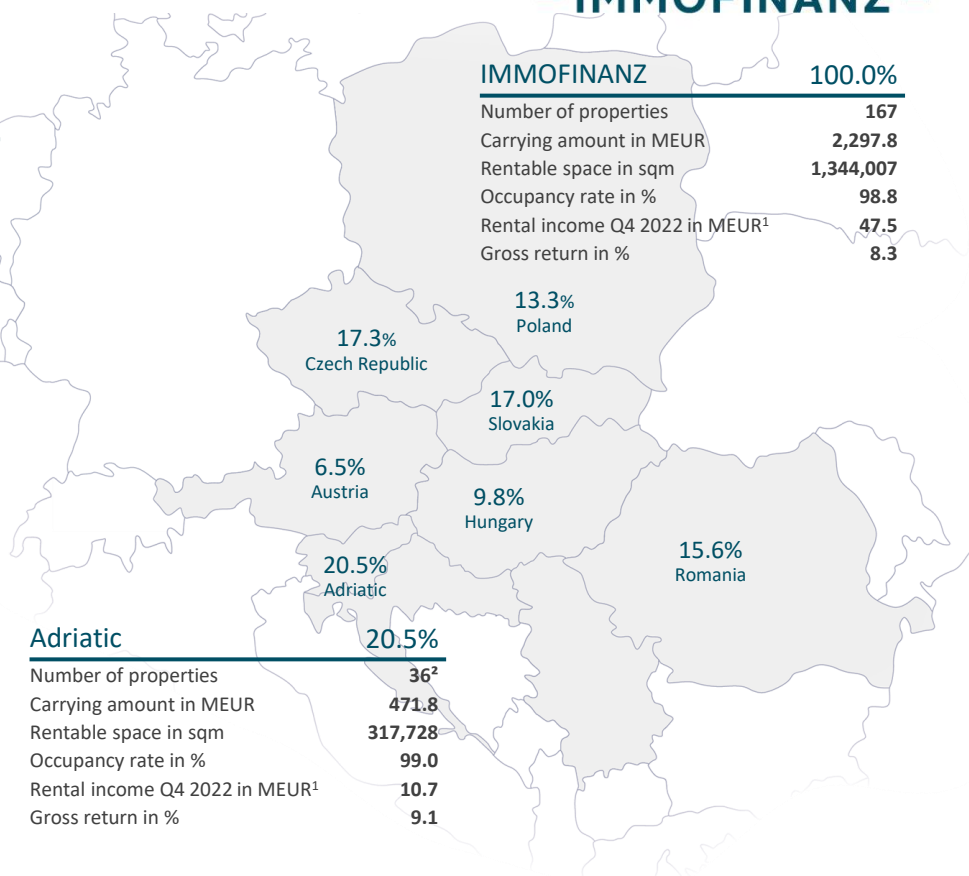 IMMOFINANZ
IMMOFINANZ 100.0%
Number of properties 167
Carrying amount in MEUR 2,297.8
Rentable space in sqm 1,344,007
Occupancy rate in % 98.8
Rental income Q4 2022 in MEUR¹ 47.5
Gross return in % 8.3
13.3%
Poland
17.3%
Czech Republic
17.0%
Slovakia
6.5%
Austria
9.8%
Hungary
15.6%
Romania
20.5%
Adriatic
Adriatic 20.5%
Number of properties 36²
Carrying amount in MEUR 471.8
Rentable space in sqm 317,728
Occupancy rate in % 99.0
Rental income Q4 2022 in MEUR¹ 10.7
Gross return in % 9.1